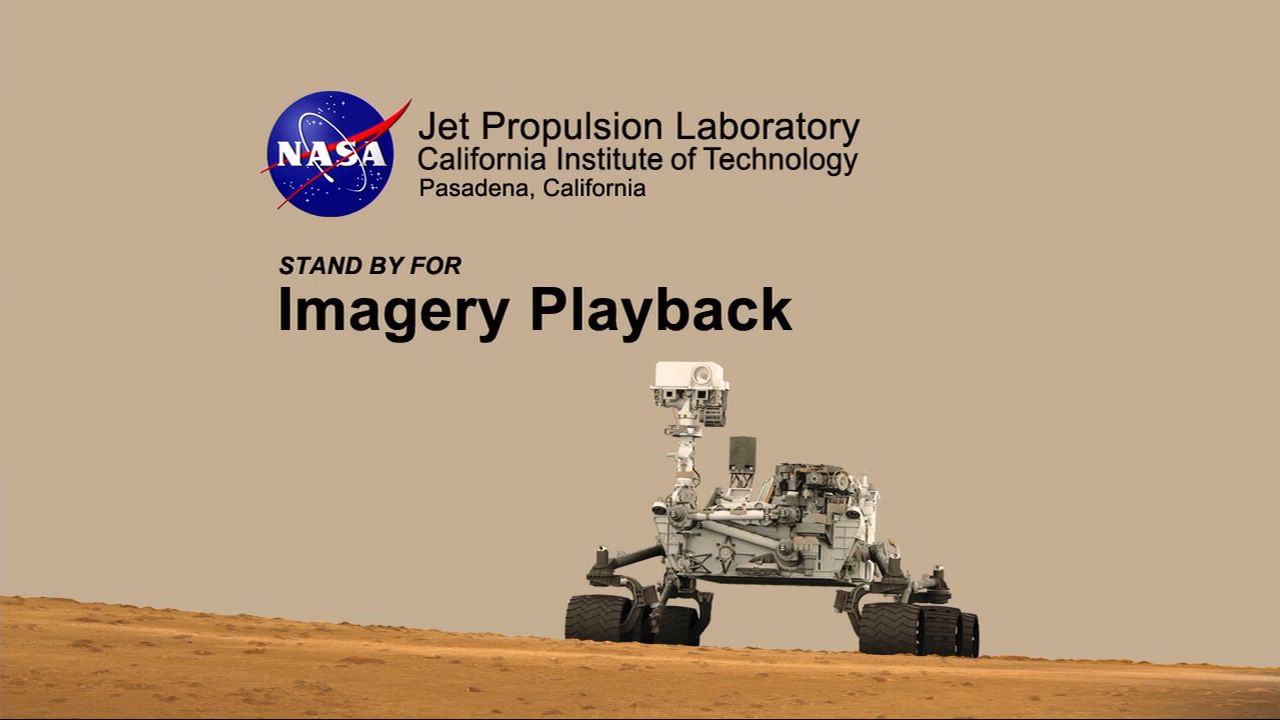 NASA
Jet Propulsion Laboratory
California Institute of Technology
Pasadena, California
STAND BY FOR
Imagery Playback